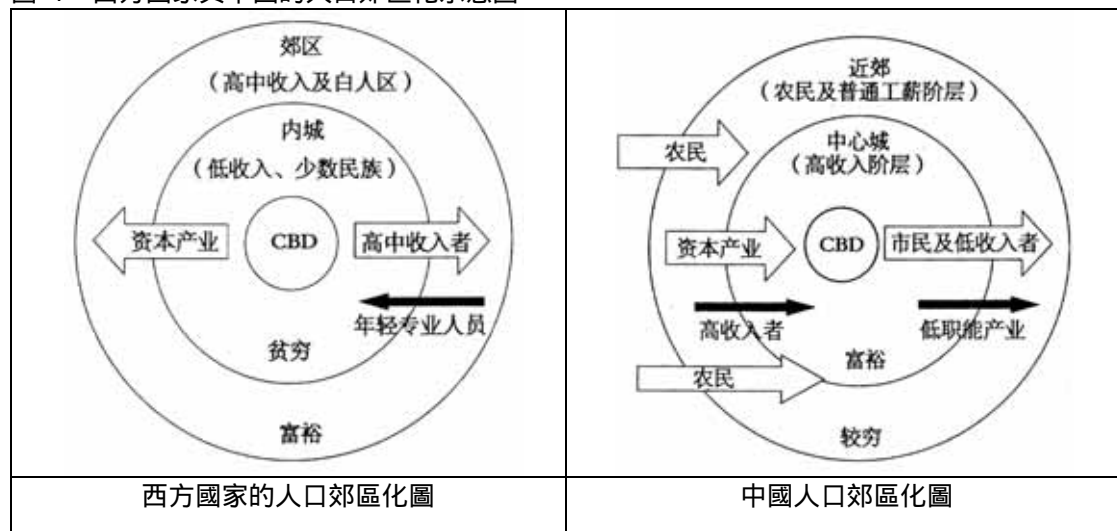 郊区
（高中收入及白人区）
内城
（低收入、少数民族）
资本产业
CBD
高中收入者
年轻专业人员
贫穷
富裕
近郊
（农民及普通工薪阶层）
农民
中心城
（高收入阶层）
资本产业
CBD
市民及低收入者
高收入者
低职能产业
富裕
农民
较穷
西方國家的人口郊區化圖
中國人口郊區化圖